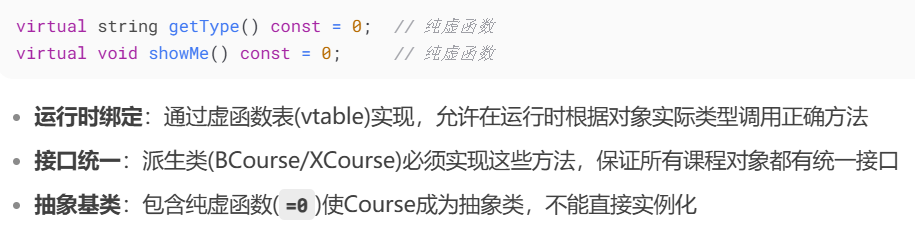 virtual string getType() const = 0;  // 纯虚函数
virtual void showMe() const = 0;     // 纯虚函数
• 运行时绑定：通过虚函数表(vtable)实现，允许在运行时根据对象实际类型调用正确方法
• 接口统一：派生类(BCourse/XCourse)必须实现这些方法，保证所有课程对象都有统一接口
• 抽象基类：包含纯虚函数(=0)使Course成为抽象类，不能直接实例化